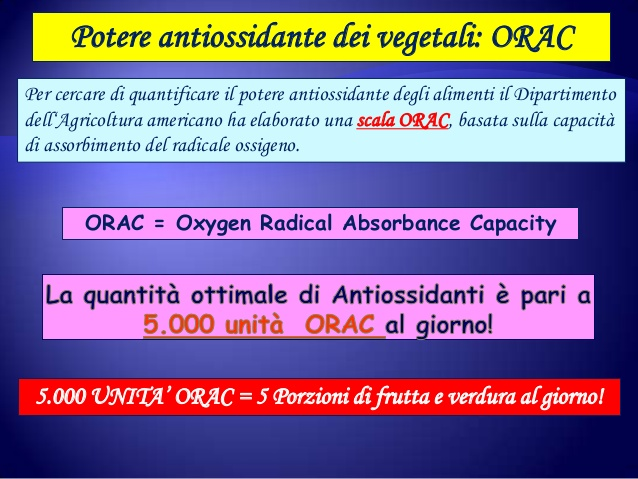 Potere antiossidante dei vegetali: ORAC
Per cercare di quantificare il potere antiossidante degli alimenti il Dipartimento
dell'Agricoltura americano ha elaborato una scala ORAC, basata sulla capacità
di assorbimento del radicale ossigeno.
ORAC = Oxygen Radical Absorbance Capacity
La quantità ottimale di Antiossidanti è pari a
5.000 unità ORAC al giorno!
5.000 UNITA' ORAC = 5 Porzioni di frutta e verdura al giorno!